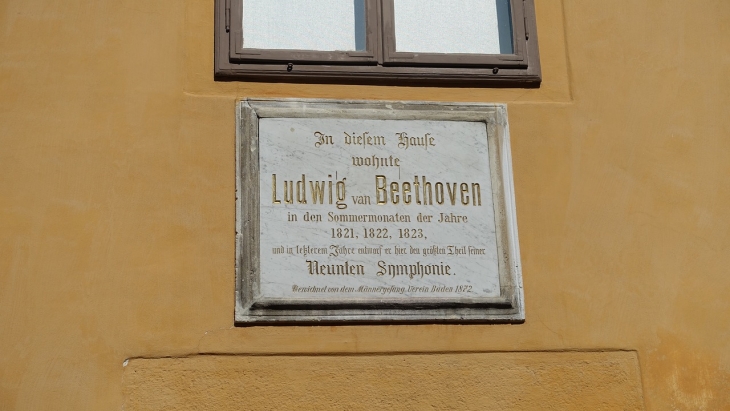 In diesem Hause
wohnte
Ludwig van Beethoven
in den Sommermonaten der Jahre
1821, 1822, 1823,
und in letzterem Jahre entwarf er hier den größten Theil seiner
Neunten Symphonie.
Gewidmet von dem Männergesang Verein Baden 1872.